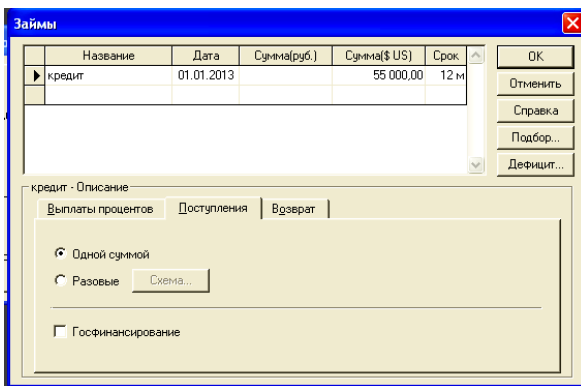 Займы
Название Дата Сумма(руб.) Сумма($ US) Срок
кредит 01.01.2013 55 000,00 12 м
OK
Отменить
Справка
Подбор...
Дефицит...
кредит - Описание
Выплаты процентов Поступления Возврат
Одной суммой
Разовые Схема...
Госфинансирование